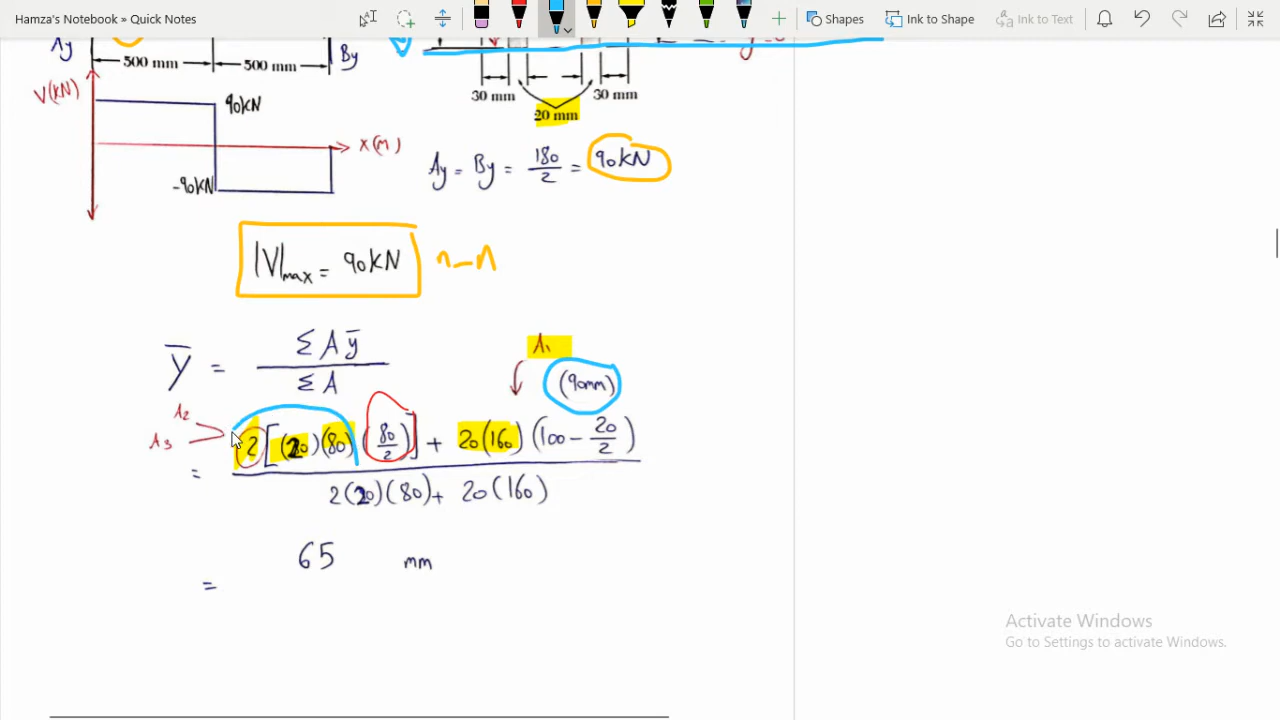 Hamza's Notebook » Quick Notes
Shapes
Ink to Shape
Ink to Text
Ay
500 mm
500 mm
By
V(kN)
90kN
X(M)
-90kN
30 mm
30 mm
20 mm
Ay = By = 180/2 = 90kN
|V|max = 90kN n-n
Y̅ = Σ A y̅ / Σ A
A1
(90mm)
A2
A3
= 2[(20)(80)(80/2)] + 20(160)(100 - 20/2)
2(20)(80) + 20(160)
= 65 mm
Activate Windows
Go to Settings to activate Windows.